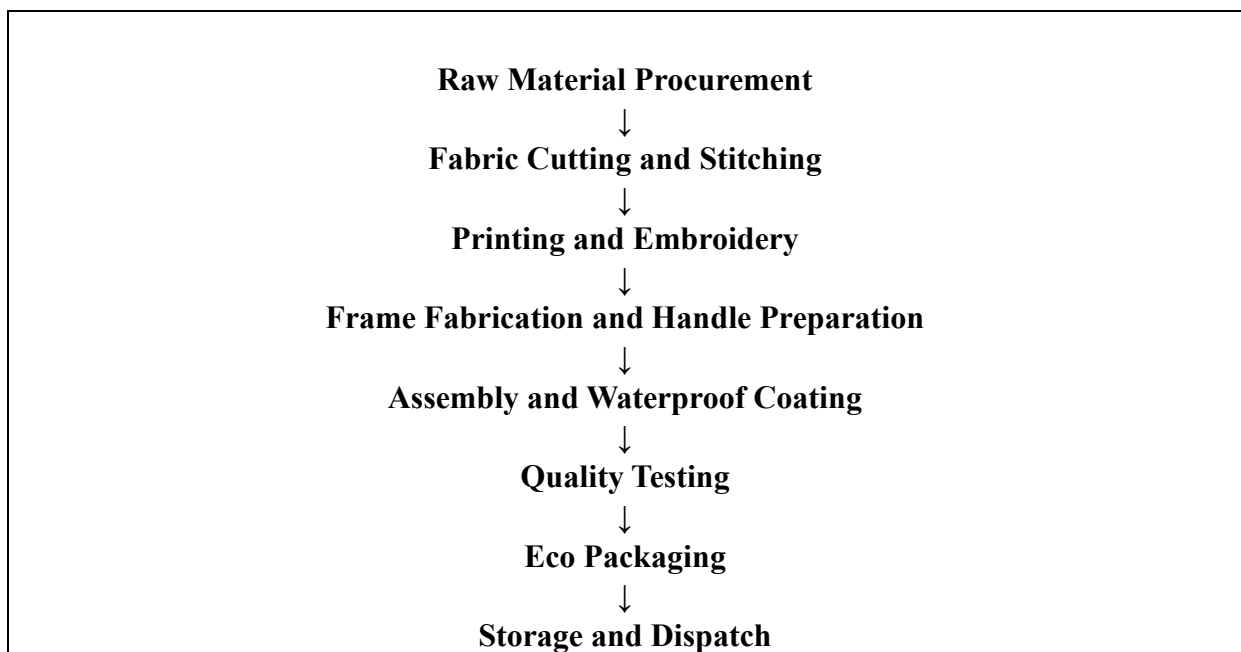 Raw Material Procurement
↓
Fabric Cutting and Stitching
↓
Printing and Embroidery
↓
Frame Fabrication and Handle Preparation
↓
Assembly and Waterproof Coating
↓
Quality Testing
↓
Eco Packaging
↓
Storage and Dispatch